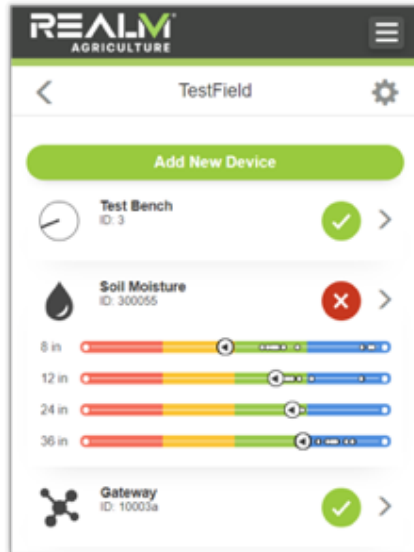 REALM
AGRICULTURE
TestField
Add New Device
Test Bench
ID: 3
Soil Moisture
ID: 300055
8 in
12 in
24 in
36 in
Gateway
ID: 10003a